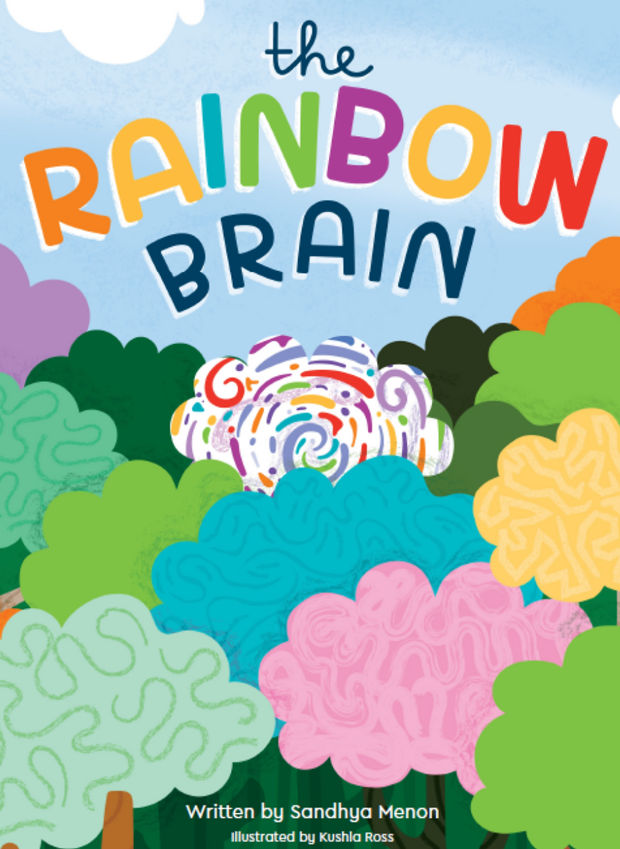 the
RAINBOW
BRAIN
Written by Sandhya Menon
Illustrated by Kushla Ross